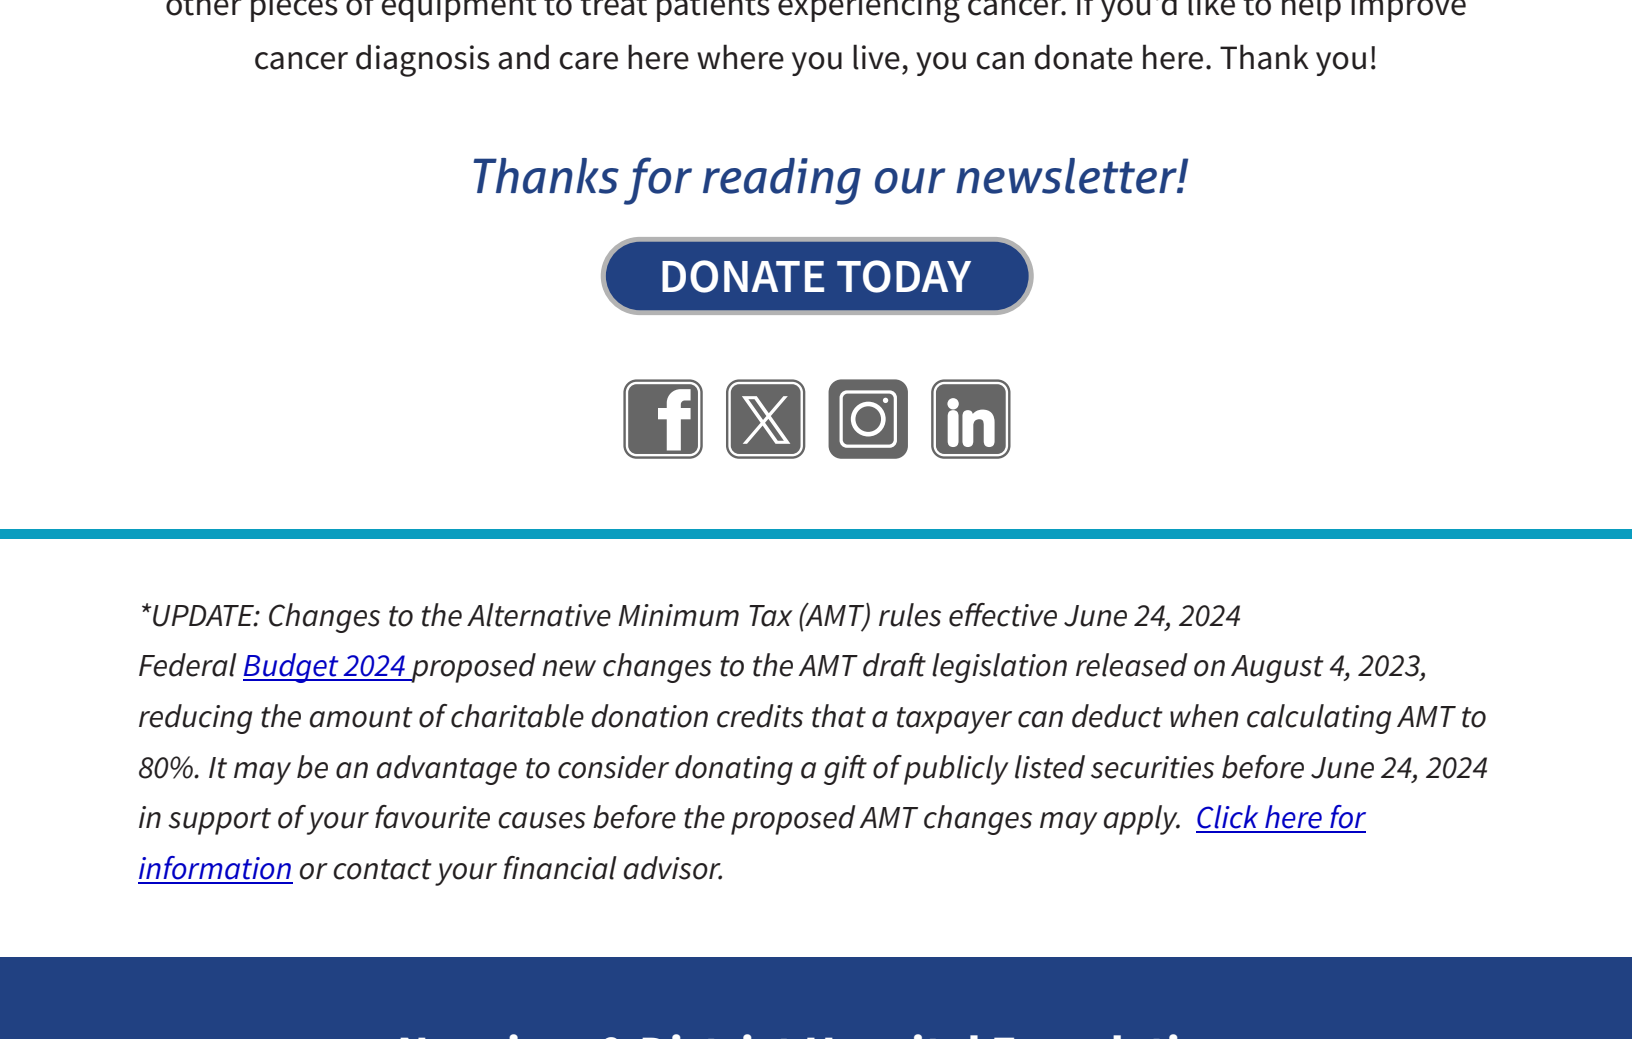 other pieces of equipment to treat patients experiencing cancer. If you'd like to help improve
cancer diagnosis and care here where you live, you can donate here. Thank you!
Thanks for reading our newsletter!
DONATE TODAY
*UPDATE: Changes to the Alternative Minimum Tax (AMT) rules effective June 24, 2024
Federal Budget 2024 proposed new changes to the AMT draft legislation released on August 4, 2023,
reducing the amount of charitable donation credits that a taxpayer can deduct when calculating AMT to
80%. It may be an advantage to consider donating a gift of publicly listed securities before June 24, 2024
in support of your favourite causes before the proposed AMT changes may apply. Click here for
information or contact your financial advisor.
& District Hospital Foundation